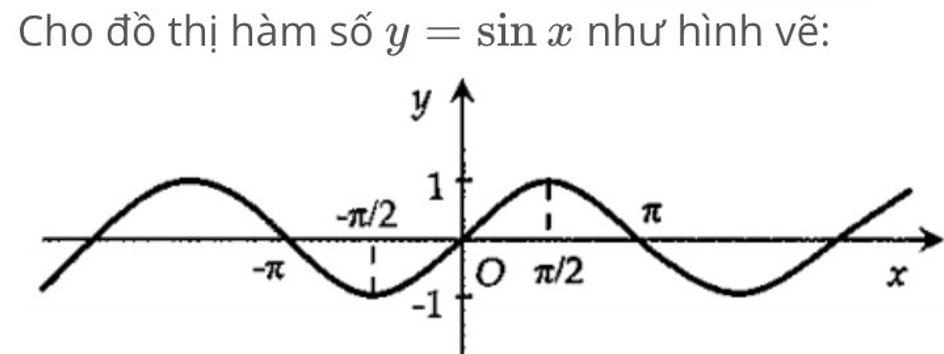 Cho đồ thị hàm số y = sin x như hình vẽ:
y
1
-π/2
π
-π
O
π/2
x
-1